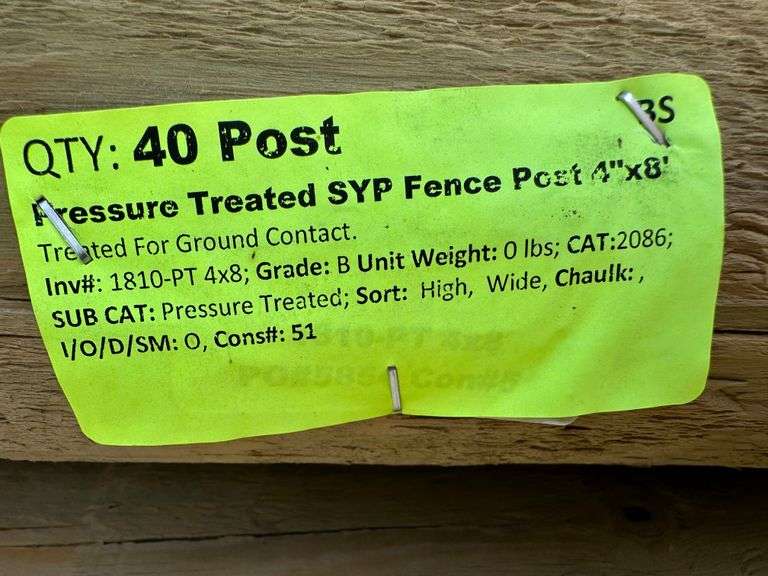 QTY: 40 Post
Pressure Treated SYP Fence Post 4"x8'
Treated For Ground Contact.
Inv#: 1810-PT 4x8; Grade: B Unit Weight: 0 lbs; CAT:2086;
SUB CAT: Pressure Treated; Sort: High, Wide, Chaulk: ,
I/O/D/SM: O, Cons#: 51